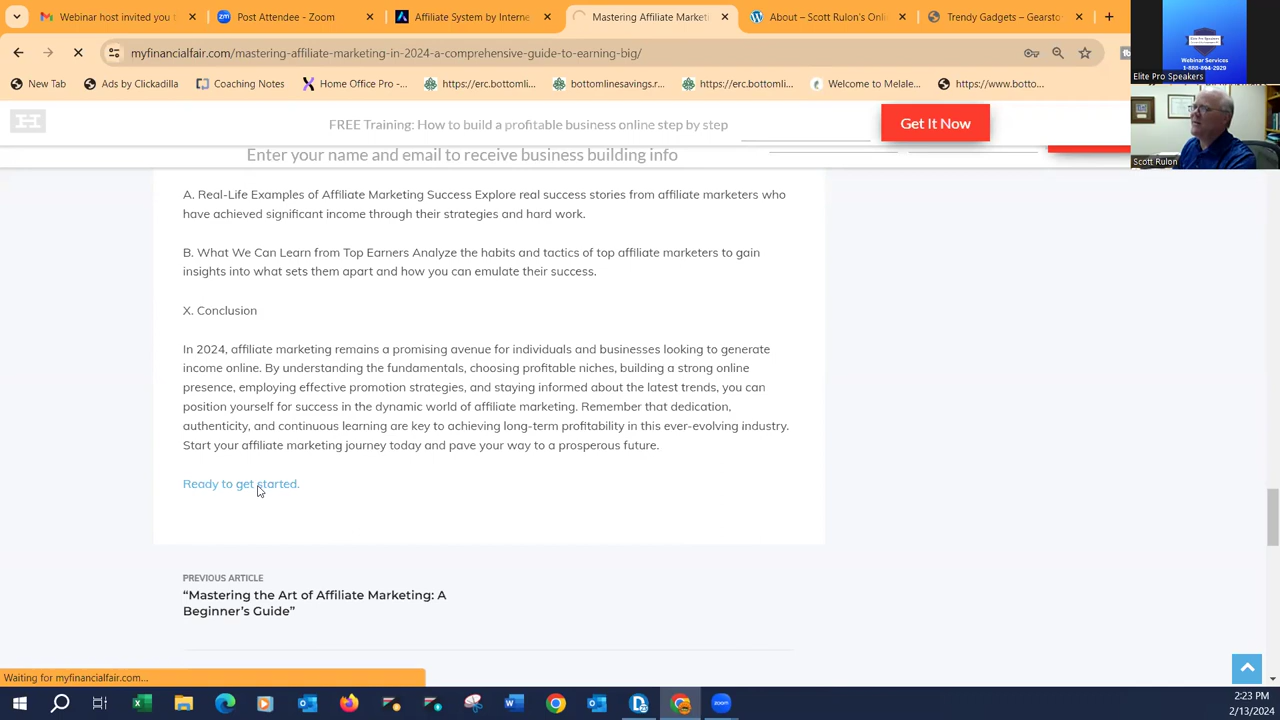 Webinar host invited you t
Post Attendee - Zoom
Affiliate System by Interne
Mastering Affiliate Marketi
About – Scott Rulon's Onli
Trendy Gadgets – Gearsto
myfinancialfair.com/mastering-affiliate-marketing-in-2024-a-comprehensive-guide-to-earning-big/
New Tab
Ads by Clickadilla
Coaching Notes
Home Office Pro -...
https://erc.bottomli...
bottomlinesavings.r...
https://erc.bottomli...
Welcome to Melale...
https://www.botto...
Elite Pro Speakers
Webinar Services
1-888-894-2929
Elite Pro Speakers
Scott Rulon
FREE Training: How to build a profitable business online step by step
Get It Now
Enter your name and email to receive business building info
A. Real-Life Examples of Affiliate Marketing Success Explore real success stories from affiliate marketers who
have achieved significant income through their strategies and hard work.
B. What We Can Learn from Top Earners Analyze the habits and tactics of top affiliate marketers to gain
insights into what sets them apart and how you can emulate their success.
X. Conclusion
In 2024, affiliate marketing remains a promising avenue for individuals and businesses looking to generate
income online. By understanding the fundamentals, choosing profitable niches, building a strong online
presence, employing effective promotion strategies, and staying informed about the latest trends, you can
position yourself for success in the dynamic world of affiliate marketing. Remember that dedication,
authenticity, and continuous learning are key to achieving long-term profitability in this ever-evolving industry.
Start your affiliate marketing journey today and pave your way to a prosperous future.
Ready to get started.
PREVIOUS ARTICLE
“Mastering the Art of Affiliate Marketing: A
Beginner’s Guide”
Waiting for myfinancialfair.com...
2:23 PM
2/13/2024